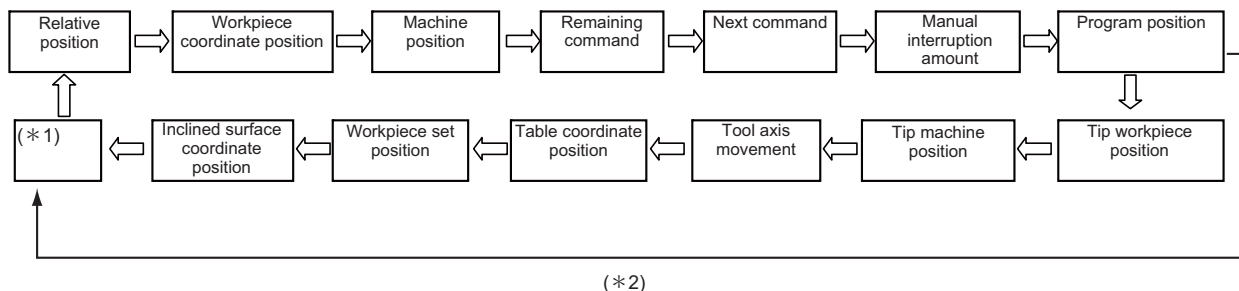 Relative
position
Workpiece
coordinate position
Machine
position
Remaining
command
Next command
Manual
interruption
amount
Program position
(＊1)
Inclined surface
coordinate
position
Workpiece set
position
Table coordinate
position
Tool axis
movement
Tip machine
position
Tip workpiece
position
(＊2)